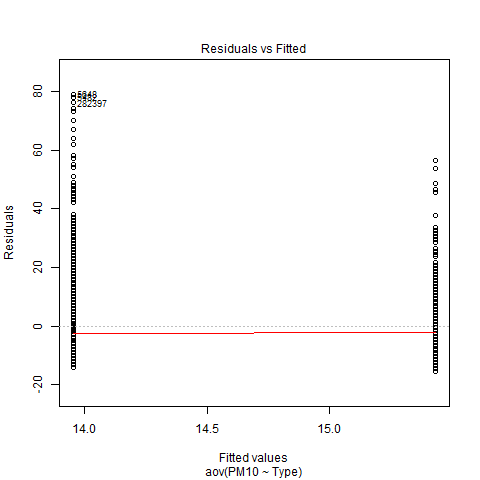 Residuals vs Fitted
80
60
40
20
0
-20
Residuals
282397
14.0 14.5 15.0
Fitted values
aov(PM10 ~ Type)